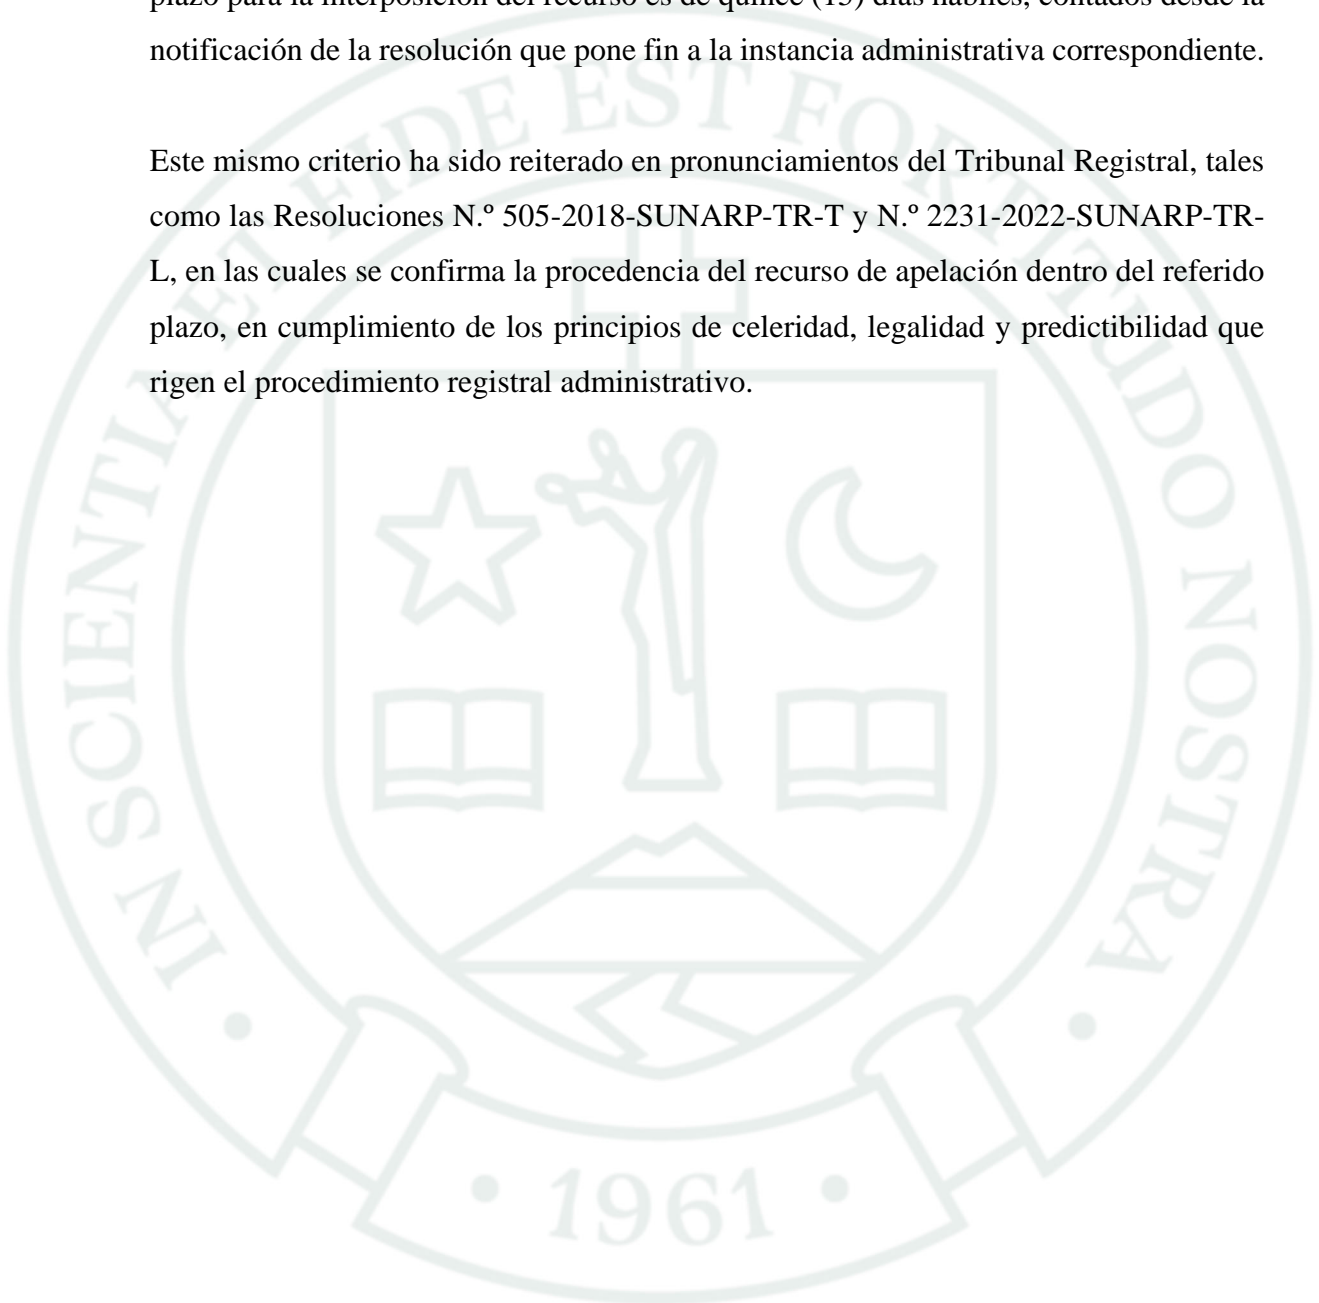 plazo para la interposición del recurso es de quince (15) días hábiles, contados desde la
notificación de la resolución que pone fin a la instancia administrativa correspondiente.
Este mismo criterio ha sido reiterado en pronunciamientos del Tribunal Registral, tales
como las Resoluciones N.º 505-2018-SUNARP-TR-T y N.º 2231-2022-SUNARP-TR-
L, en las cuales se confirma la procedencia del recurso de apelación dentro del referido
plazo, en cumplimiento de los principios de celeridad, legalidad y predictibilidad que
rigen el procedimiento registral administrativo.
IN SCIENTIA ET FIDE EST FORTITUDO NOSTRA
• 1961 •